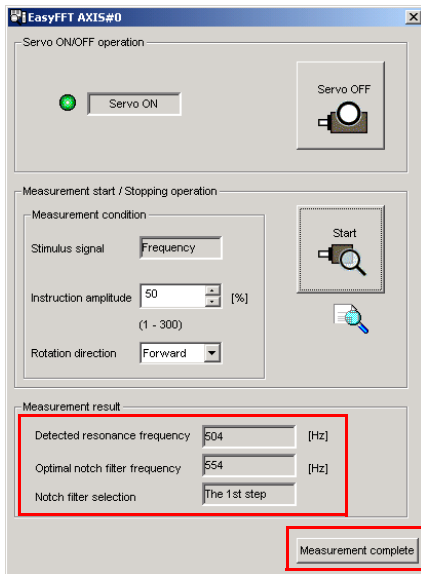 EasyFFT AXIS#0
Servo ON/OFF operation
Servo ON
Servo OFF
Measurement start / Stopping operation
Measurement condition
Stimulus signal Frequency
Start
Instruction amplitude 50 [%]
(1 - 300)
Rotation direction Forward
Measurement result
Detected resonance frequency 504 [Hz]
Optimal notch filter frequency 554 [Hz]
Notch filter selection The 1st step
Measurement complete